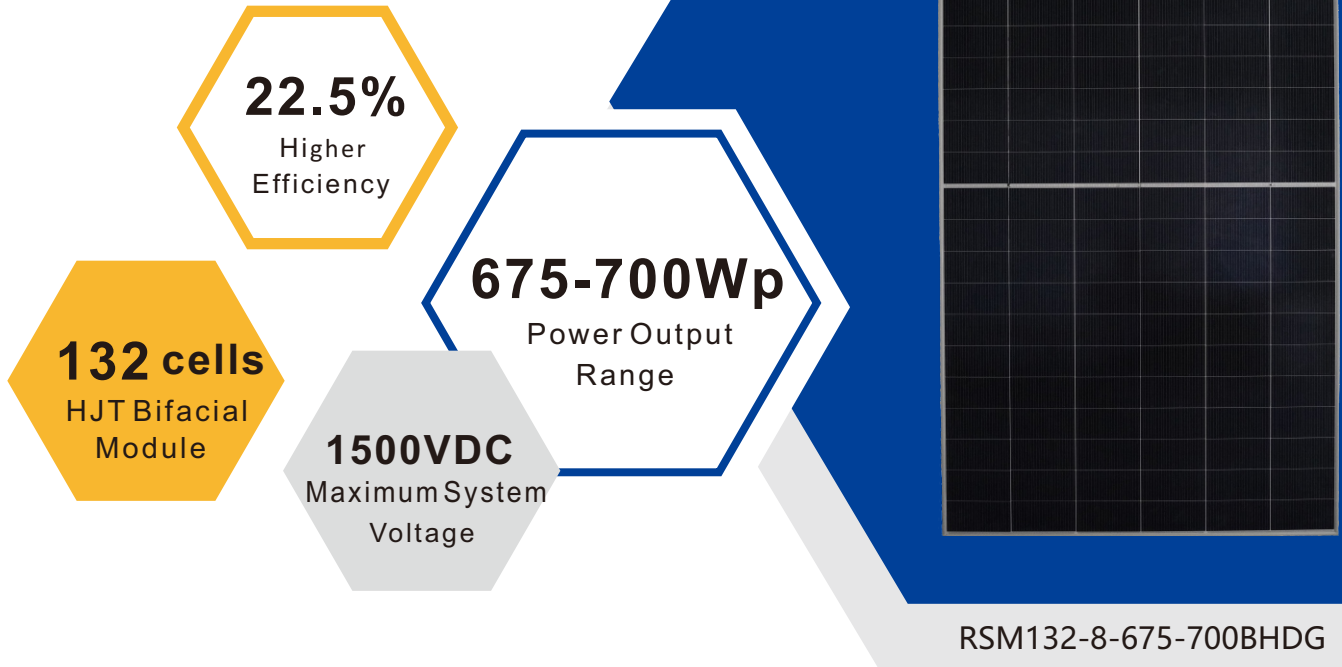 22.5%
Higher
Efficiency
675-700Wp
Power Output
Range
132 cells
HJT Bifacial
Module
1500VDC
Maximum System
Voltage
RSM132-8-675-700BHDG